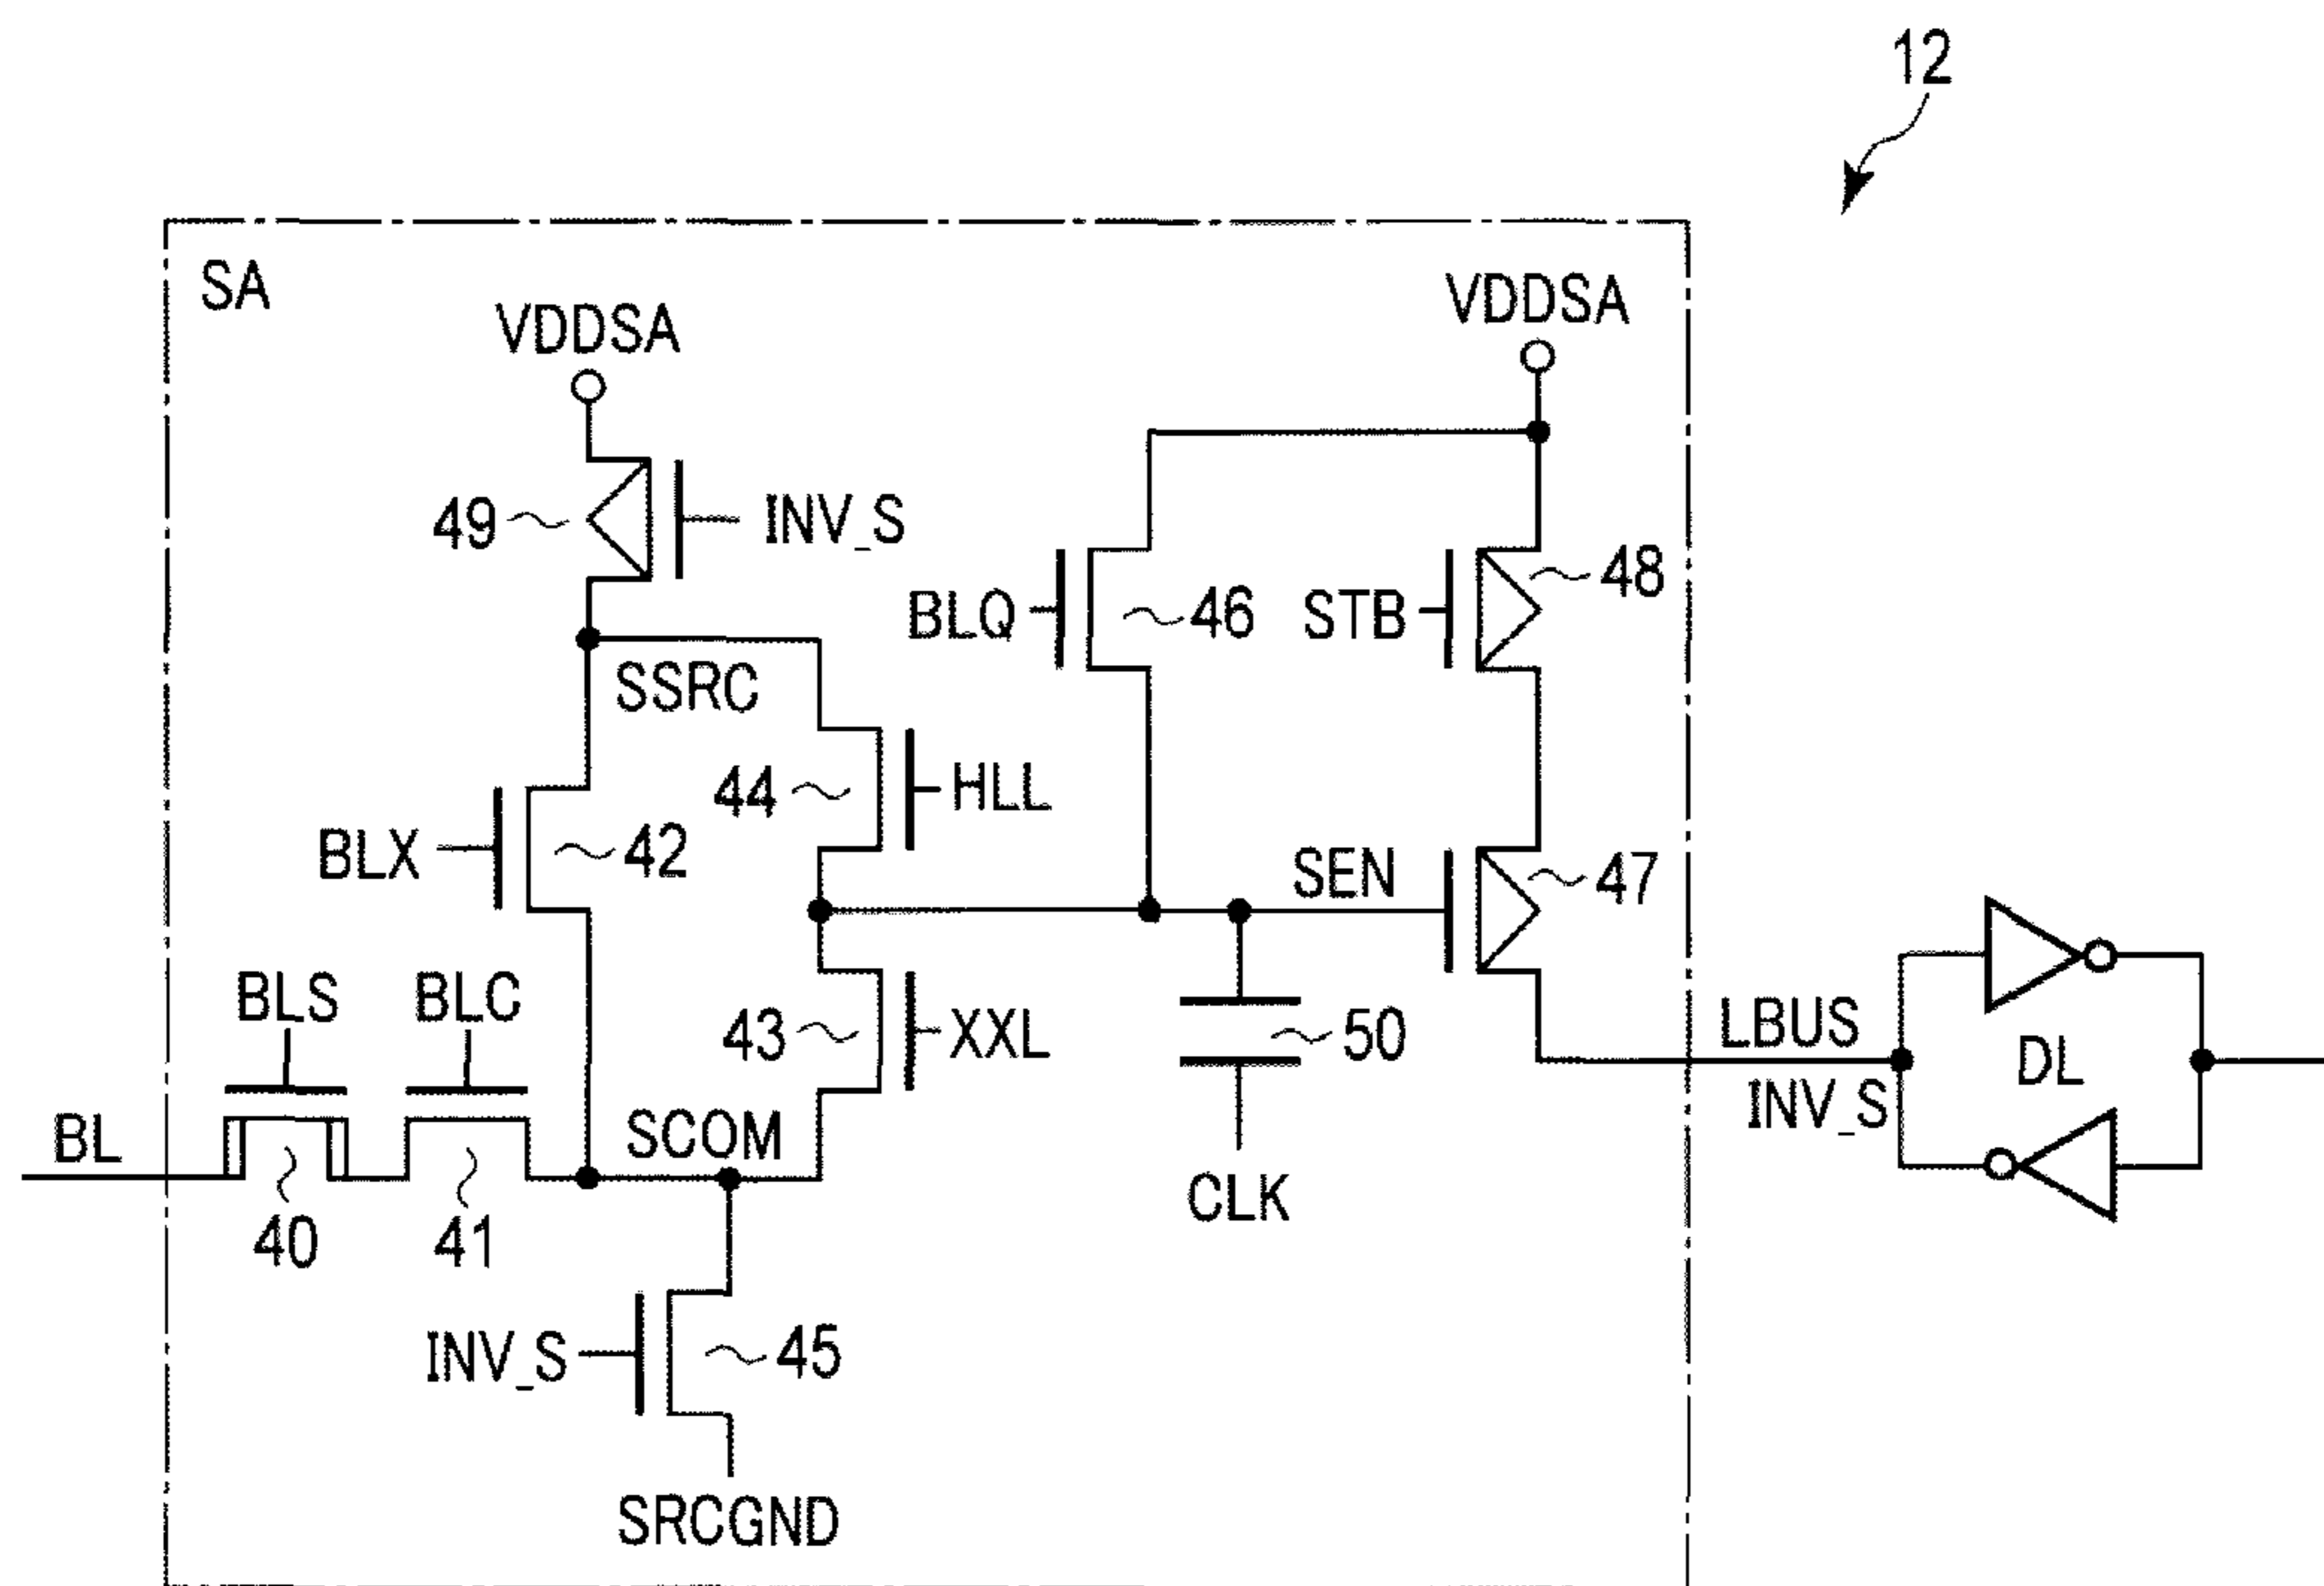 12
SA
VDDSA
VDDSA
49
INV_S
48
BLQ
46
STB
SSRC
44
HLL
BLX
42
SEN
47
BLS
BLC
43
XXL
50
LBUS
DL
INV_S
BL
SCOM
CLK
40
41
INV_S
45
SRCGND